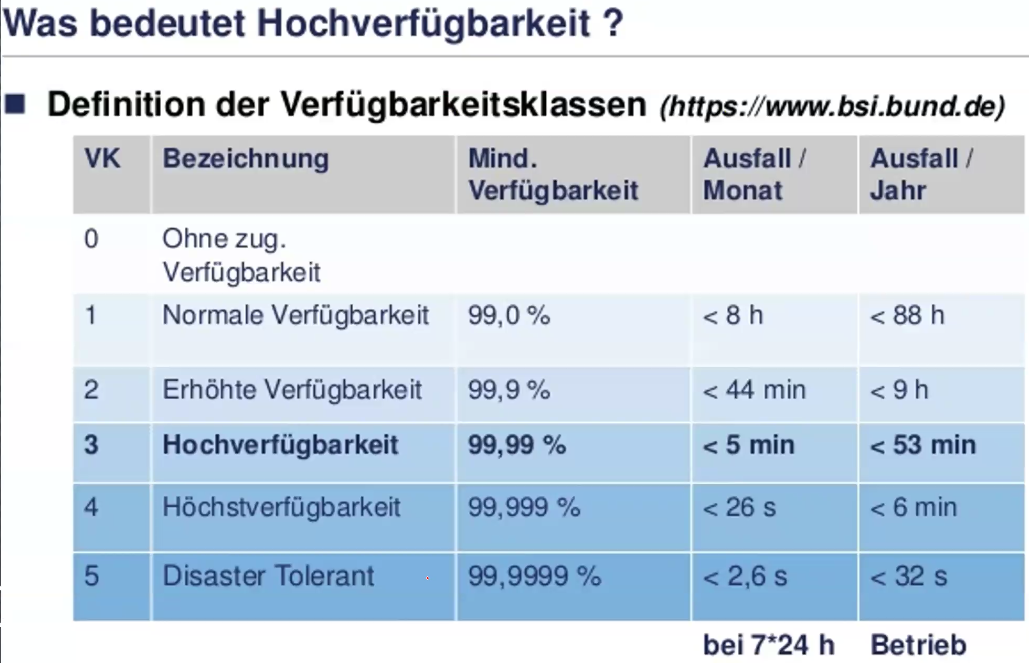 Was bedeutet Hochverfügbarkeit ?
Definition der Verfügbarkeitsklassen (https://www.bsi.bund.de)
VK Bezeichnung Mind. Verfügbarkeit Ausfall / Monat Ausfall / Jahr
0 Ohne zug. Verfügbarkeit
1 Normale Verfügbarkeit 99,0 % < 8 h < 88 h
2 Erhöhte Verfügbarkeit 99,9 % < 44 min < 9 h
3 Hochverfügbarkeit 99,99 % < 5 min < 53 min
4 Höchstverfügbarkeit 99,999 % < 26 s < 6 min
5 Disaster Tolerant 99,9999 % < 2,6 s < 32 s
bei 7*24 h Betrieb